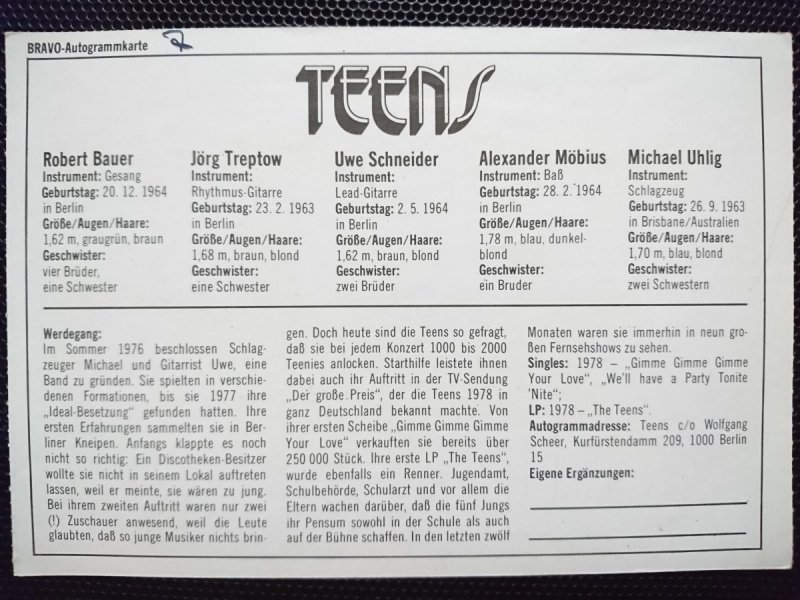 BRAVO-Autogrammkarte
TEENS
Robert Bauer
Instrument: Gesang
Geburtstag: 20. 12. 1964
in Berlin
Größe/Augen/Haare:
1,62 m, graugrün, braun
Geschwister:
vier Brüder,
eine Schwester
Jörg Treptow
Instrument:
Rhythmus-Gitarre
Geburtstag: 23. 2. 1963
in Berlin
Größe/Augen/Haare:
1,68 m, braun, blond
Geschwister:
eine Schwester
Uwe Schneider
Instrument:
Lead-Gitarre
Geburtstag: 2. 5. 1964
in Berlin
Größe/Augen/Haare:
1,62 m, braun, blond
Geschwister:
zwei Brüder
Alexander Möbius
Instrument: Baß
Geburtstag: 28. 2. 1964
in Berlin
Größe/Augen/Haare:
1,78 m, blau, dunkel-
blond
Geschwister:
ein Bruder
Michael Uhlig
Instrument:
Schlagzeug
Geburtstag: 26. 9. 1963
in Brisbane/Australien
Größe/Augen/Haare:
1,70 m, blau, blond
Geschwister:
zwei Schwestern
Werdegang:
Im Sommer 1976 beschlossen Schlag-
zeuger Michael und Gitarrist Uwe, eine
Band zu gründen. Sie spielten in verschie-
denen Formationen, bis sie 1977 ihre
„Ideal-Besetzung" gefunden hatten. Ihre
ersten Erfahrungen sammelten sie in Ber-
liner Kneipen. Anfangs klappte es noch
nicht so richtig: Ein Discotheken-Besitzer
wollte sie nicht in seinem Lokal auftreten
lassen, weil er meinte, sie wären zu jung.
Bei ihrem zweiten Auftritt waren nur zwei
(!) Zuschauer anwesend, weil die Leute
glaubten, daß so junge Musiker nichts brin-
gen. Doch heute sind die Teens so gefragt,
daß sie bei jedem Konzert 1000 bis 2000
Teenies anlocken. Starthilfe leistete ihnen
dabei auch ihr Auftritt in der TV-Sendung
„Der große Preis", der die Teens 1978 in
ganz Deutschland bekannt machte. Von
ihrer ersten Scheibe „Gimme Gimme Gimme
Your Love" verkauften sie bereits über
250 000 Stück. Ihre erste LP „The Teens",
wurde ebenfalls ein Renner. Jugendamt,
Schulbehörde, Schularzt und vor allem die
Eltern wachen darüber, daß die fünf Jungs
ihr Pensum sowohl in der Schule als auch
auf der Bühne schaffen. In den letzten zwölf
Monaten waren sie immerhin in neun gro-
ßen Fernsehshows zu sehen.
Singles: 1978 – „Gimme Gimme Gimme
Your Love", „We'll have a Party Tonite
'Nite";
LP: 1978 – „The Teens".
Autogrammadresse: Teens c/o Wolfgang
Scheer, Kurfürstendamm 209, 1000 Berlin
15
Eigene Ergänzungen: